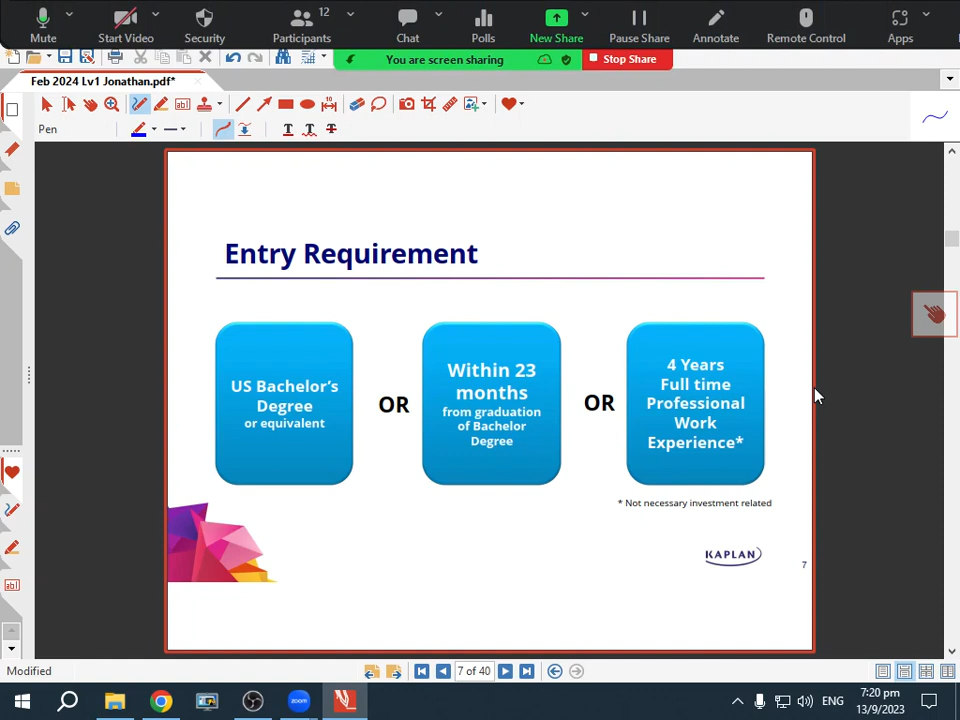 12
Mute
Start Video
Security
Participants
Chat
Polls
New Share
Pause Share
Annotate
Remote Control
Apps
You are screen sharing
Stop Share
Feb 2024 Lv1 Jonathan.pdf*
Pen
Entry Requirement
US Bachelor's
Degree
or equivalent
OR
Within 23
months
from graduation
of Bachelor
Degree
OR
4 Years
Full time
Professional
Work
Experience*
* Not necessary investment related
KAPLAN
7
Modified
7 of 40
zoom
ENG
7:20 pm
13/9/2023